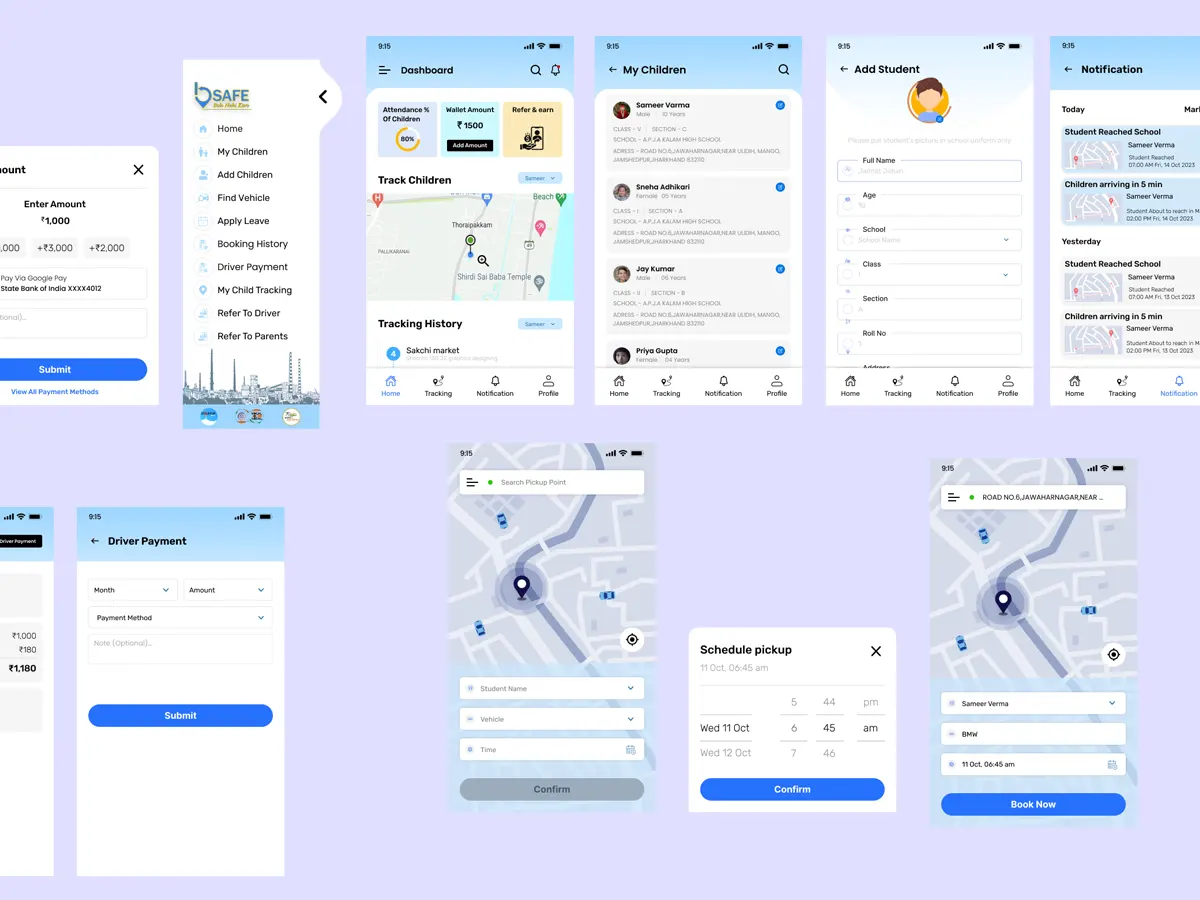 ount
Enter Amount
₹1,000
,000
+₹3,000
+₹2,000
Pay Via Google Pay
State Bank of India XXXX4012
tional)...
Submit
View All Payment Methods
bSAFE
Home
My Children
Add Children
Find Vehicle
Apply Leave
Booking History
Driver Payment
My Child Tracking
Refer To Driver
Refer To Parents
9:15
Dashboard
Attendance %
Of Children
80%
Wallet Amount
₹ 1500
Add Amount
Refer & earn
Track Children
Sameer
Beach
Thoraipakkam
PALLIKARANAI
49
Shirdi Sai Baba Temple
Tracking History
Sameer
4
Sakchi market
Home
Tracking
Notification
Profile
9:15
My Children
Sameer Varma
Male 10 Years
CLASS - V | SECTION - C
SCHOOL - A.P.J.A KALAM HIGH SCHOOL
ADRESS - ROAD NO.6,JAWAHARNAGAR,NEAR ULIDIH, MANGO,
JAMSHEDPUR,JHARKHAND 832110
Sneha Adhikari
Female 05 Years
CLASS - I | SECTION - A
SCHOOL - A.P.J.A KALAM HIGH SCHOOL
ADRESS - ROAD NO.6,JAWAHARNAGAR,NEAR ULIDIH, MANGO,
JAMSHEDPUR,JHARKHAND 832110
Jay Kumar
Male 06 Years
CLASS - II | SECTION - B
SCHOOL - A.P.J.A KALAM HIGH SCHOOL
ADRESS - ROAD NO.6,JAWAHARNAGAR,NEAR ULIDIH, MANGO,
JAMSHEDPUR,JHARKHAND 832110
Priya Gupta
Female 04 Years
Home
Tracking
Notification
Profile
9:15
Add Student
Please put student's picture in school uniform only
Full Name
Age
10
School
School Name
Class
1
Section
A
Roll No
1
Address
Home
Tracking
Notification
Profile
9:15
Notification
Today
Mar
Student Reached School
Sameer Verma
Student Reached
07:00 AM Fri, 14 Oct 2023
Children arriving in 5 min
Sameer Verma
Student About to reach in
02:00 PM Fri, 14 Oct 2023
Yesterday
Student Reached School
Sameer Verma
Student Reached
07:00 AM Fri, 13 Oct 2023
Children arriving in 5 min
Sameer Verma
Student About to reach in
02:00 PM Fri, 13 Oct 2023
Home
Tracking
Notification
Driver Payment
₹1,000
₹180
₹1,180
9:15
Driver Payment
Month
Amount
Payment Method
Note (Optional)...
Submit
9:15
Search Pickup Point
Student Name
Vehicle
Time
Confirm
Schedule pickup
11 Oct, 06:45 am
5 44 pm
Wed 11 Oct 6 45 am
Wed 12 Oct 7 46
Confirm
9:15
ROAD NO.6,JAWAHARNAGAR,NEAR ...
Sameer Verma
BMW
11 Oct, 06:45 am
Book Now